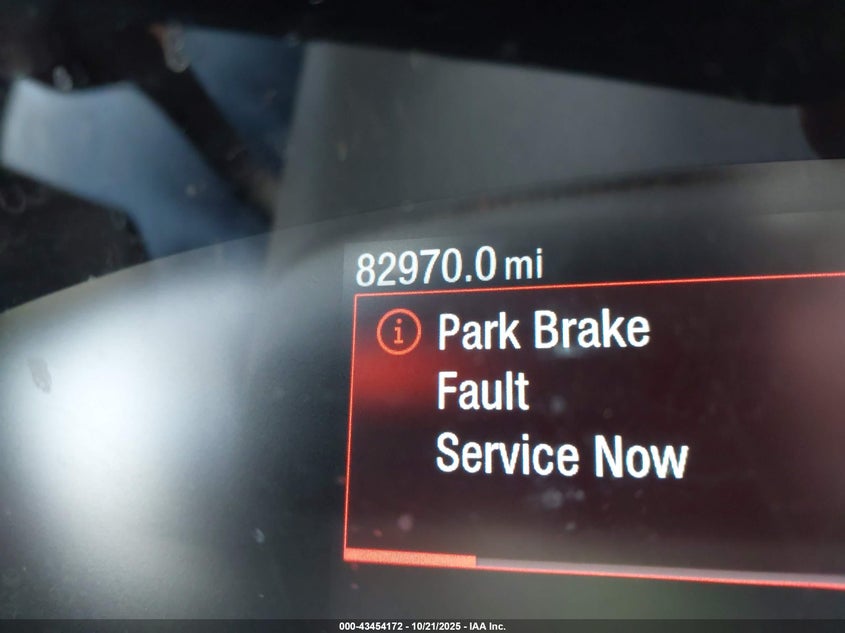 82970.0 mi
Park Brake
Fault
Service Now
000-43454172 - 10/21/2025 - IAA Inc.